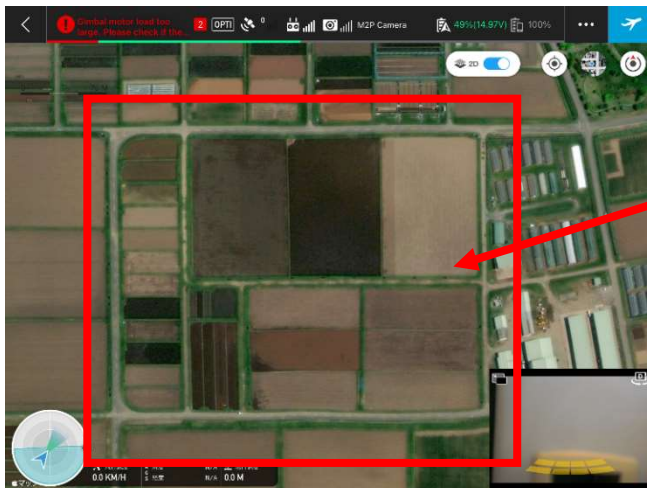 Gimbal motor load too
large. Please check if the...
2 OPTI 0 M2P Camera 49%(14.97V) 100%
2D
N/A N/A
0.0 KM/H N/A 0.0 M